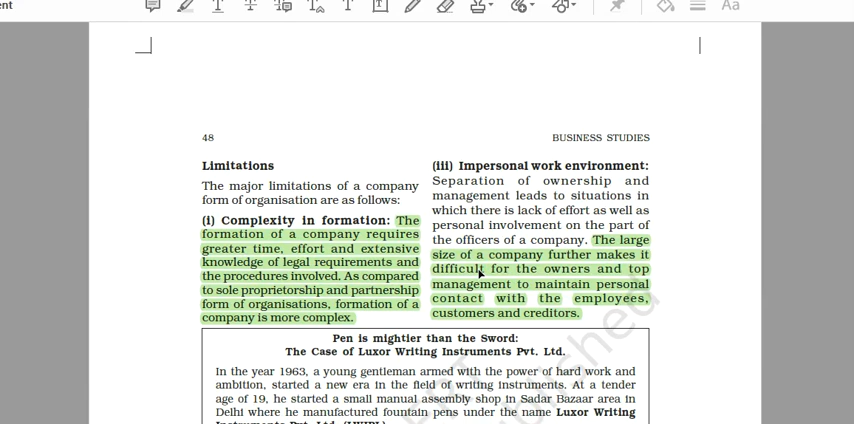 ent
T T T T T Aa
48
BUSINESS STUDIES
Limitations
The major limitations of a company
form of organisation are as follows:
(i) Complexity in formation: The
formation of a company requires
greater time, effort and extensive
knowledge of legal requirements and
the procedures involved. As compared
to sole proprietorship and partnership
form of organisations, formation of a
company is more complex.
(iii) Impersonal work environment:
Separation of ownership and
management leads to situations in
which there is lack of effort as well as
personal involvement on the part of
the officers of a company. The large
size of a company further makes it
difficult for the owners and top
management to maintain personal
contact with the employees,
customers and creditors.
Pen is mightier than the Sword:
The Case of Luxor Writing Instruments Pvt. Ltd.
In the year 1963, a young gentleman armed with the power of hard work and
ambition, started a new era in the field of writing instruments. At a tender
age of 19, he started a small manual assembly shop in Sadar Bazaar area in
Delhi where he manufactured fountain pens under the name Luxor Writing
Instruments Pvt. Ltd. (LWIPL)